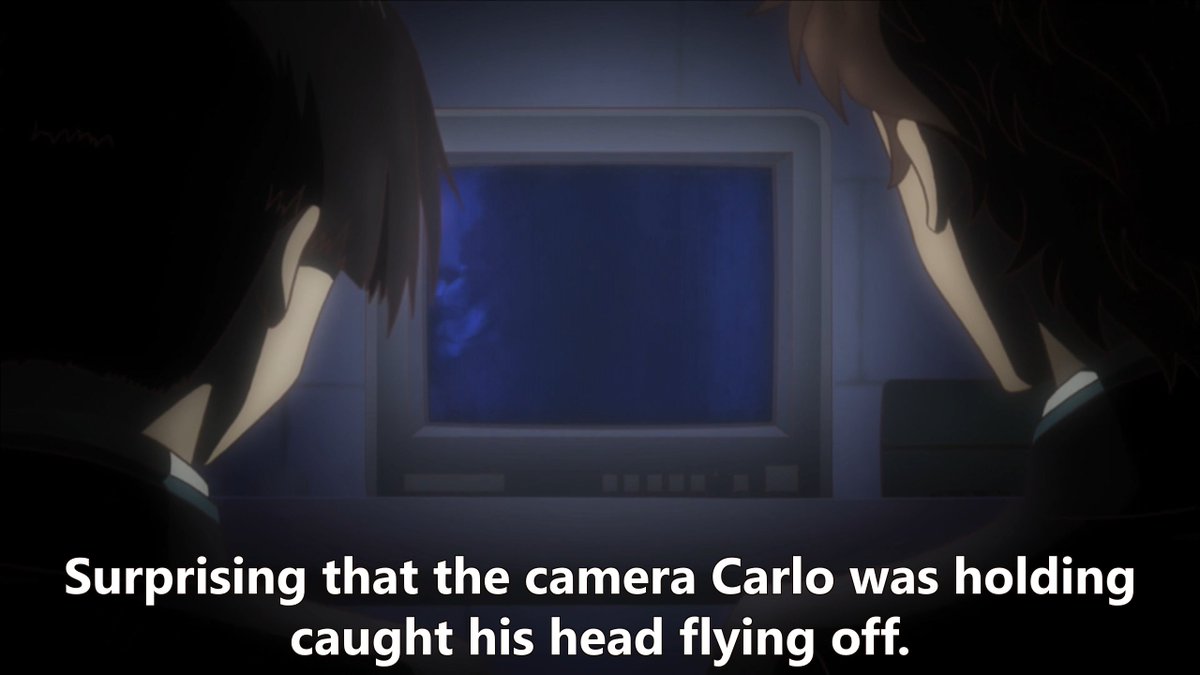 Surprising that the camera Carlo was holding
caught his head flying off.